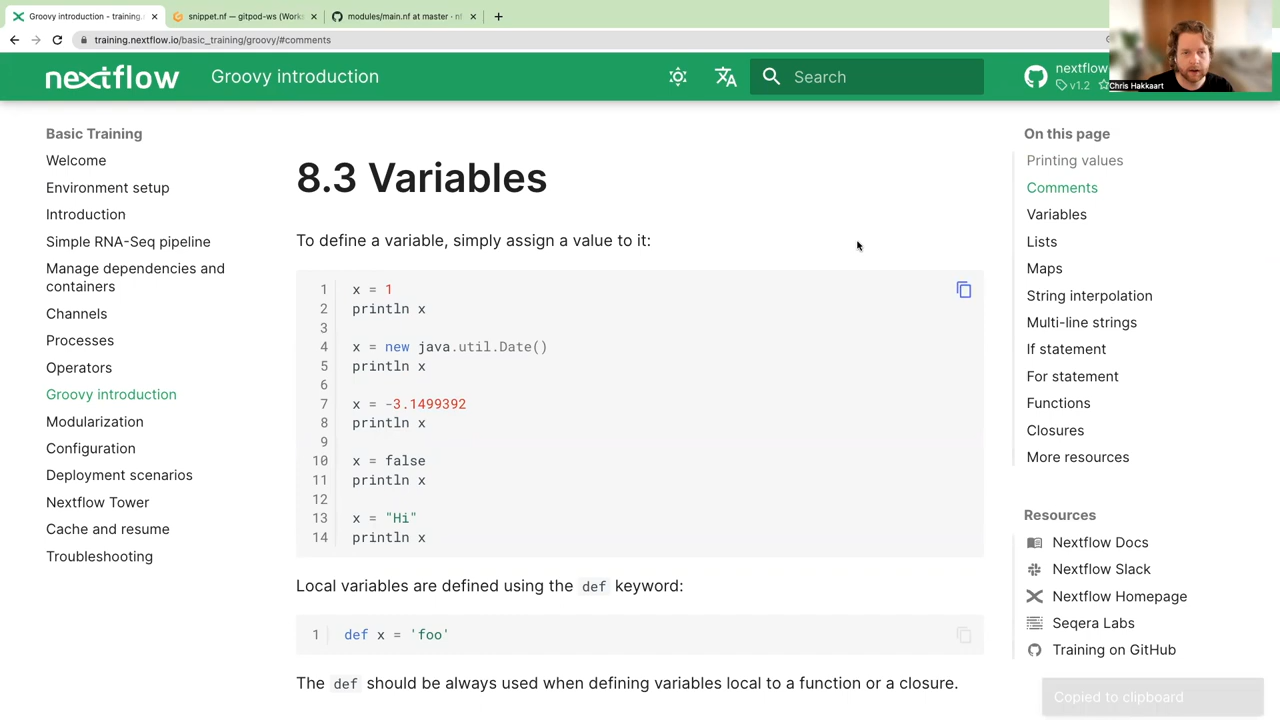 Groovy introduction - training.
snippet.nf — gitpod-ws (Works
modules/main.nf at master · nf
training.nextflow.io/basic_training/groovy/#comments
nextflow
Groovy introduction
Search
nextflow
v1.2
Chris Hakkaart
Basic Training
Welcome
Environment setup
Introduction
Simple RNA-Seq pipeline
Manage dependencies and
containers
Channels
Processes
Operators
Groovy introduction
Modularization
Configuration
Deployment scenarios
Nextflow Tower
Cache and resume
Troubleshooting
8.3 Variables
To define a variable, simply assign a value to it:
1 x = 1
2 println x
3
4 x = new java.util.Date()
5 println x
6
7 x = -3.1499392
8 println x
9
10 x = false
11 println x
12
13 x = "Hi"
14 println x
Local variables are defined using the def keyword:
1 def x = 'foo'
The def should be always used when defining variables local to a function or a closure.
On this page
Printing values
Comments
Variables
Lists
Maps
String interpolation
Multi-line strings
If statement
For statement
Functions
Closures
More resources
Resources
Nextflow Docs
Nextflow Slack
Nextflow Homepage
Seqera Labs
Training on GitHub
Copied to clipboard